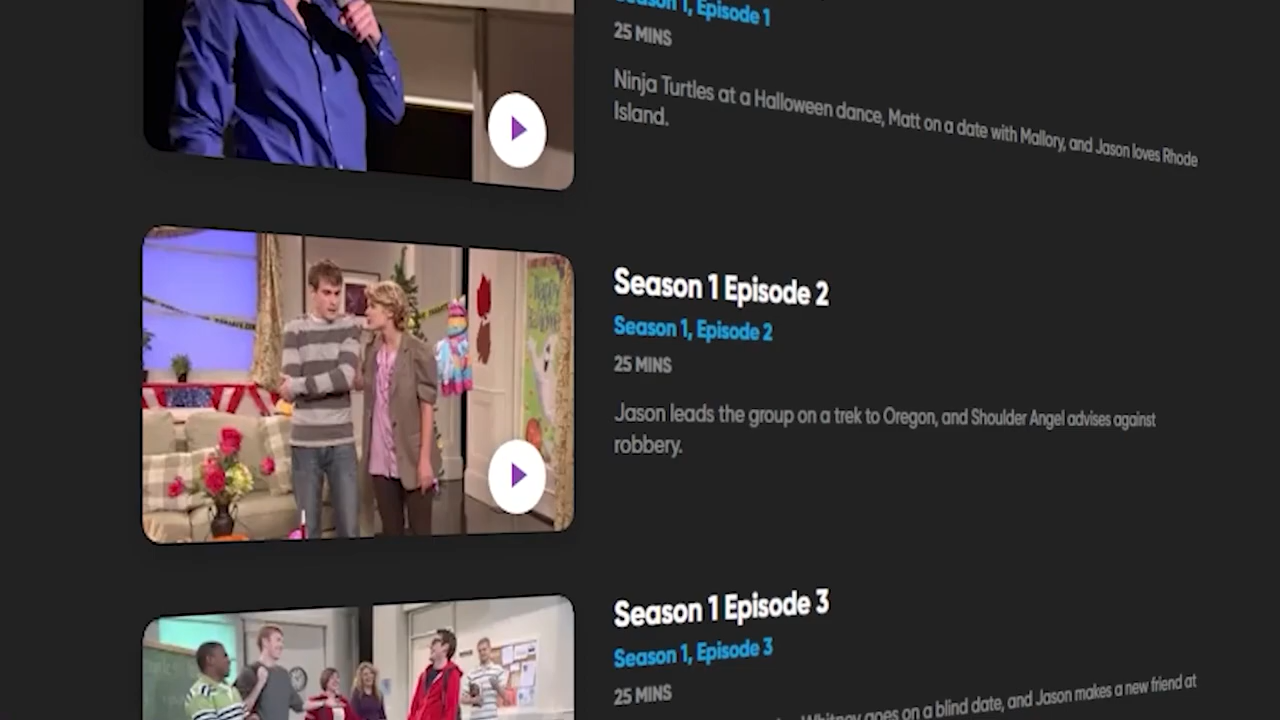 Season 1, Episode 1
25 MINS
Ninja Turtles at a Halloween dance, Matt on a date with Mallory, and Jason loves Rhode
Island.
Season 1 Episode 2
Season 1, Episode 2
25 MINS
Jason leads the group on a trek to Oregon, and Shoulder Angel advises against
robbery.
Season 1 Episode 3
Season 1, Episode 3
25 MINS
Whitney goes on a blind date, and Jason makes a new friend at